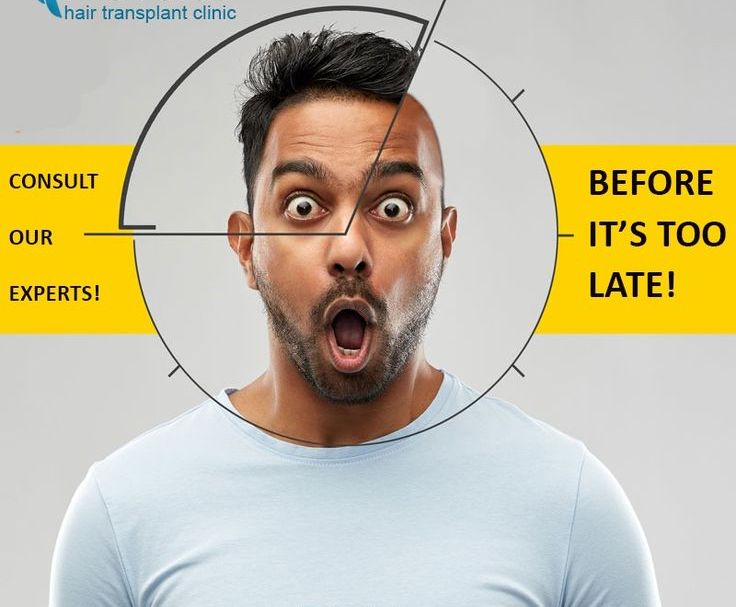 hair transplant clinic
CONSULT
OUR
EXPERTS!
BEFORE
IT'S TOO
LATE!